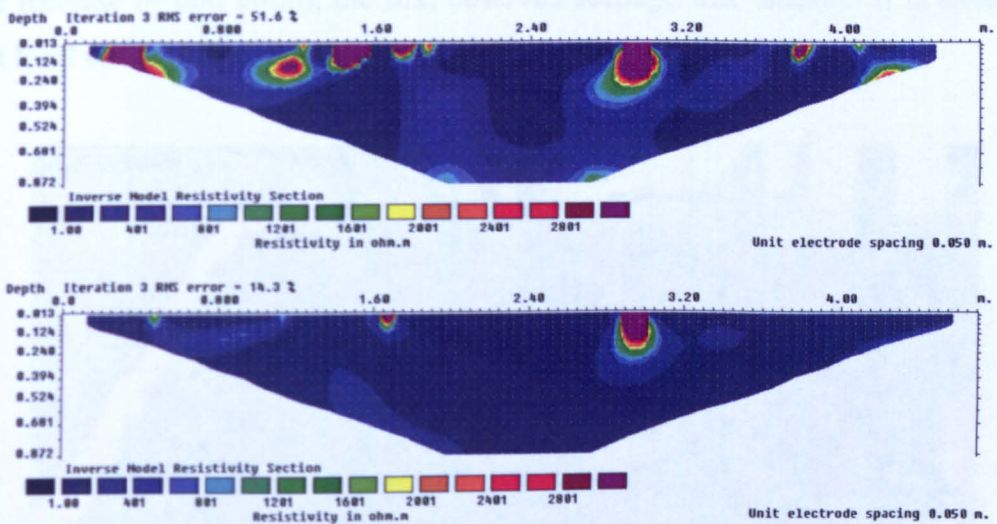 Depth Iteration 3 RMS error = 51.6 %
0.0 0.800 1.60 2.40 3.20 4.00 m.
0.013
0.124
0.240
0.394
0.524
0.681
0.872
Inverse Model Resistivity Section
1.00 401 801 1201 1601 2001 2401 2801
Resistivity in ohm.m
Unit electrode spacing 0.050 m.
Depth Iteration 3 RMS error = 14.3 %
0.0 0.800 1.60 2.40 3.20 4.00 m.
0.013
0.124
0.240
0.394
0.524
0.681
0.872
Inverse Model Resistivity Section
1.00 401 801 1201 1601 2001 2401 2801
Resistivity in ohm.m
Unit electrode spacing 0.050 m.